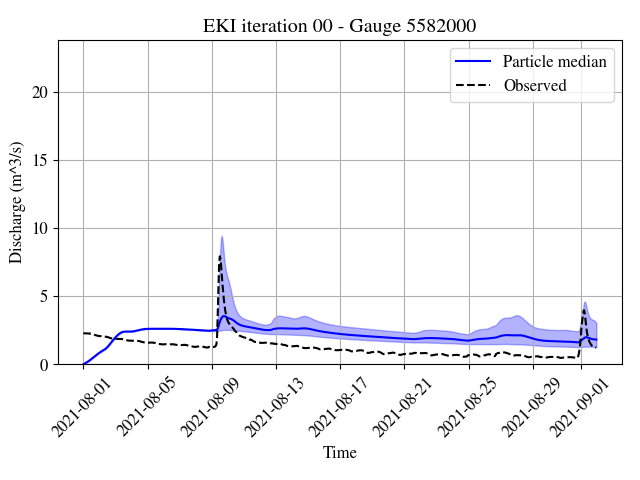 EKI iteration 00 - Gauge 5582000
Particle median
Observed
Discharge (m^3/s)
20
15
10
5
0
2021-08-01
2021-08-05
2021-08-09
2021-08-13
2021-08-17
2021-08-21
2021-08-25
2021-08-29
2021-09-01
Time